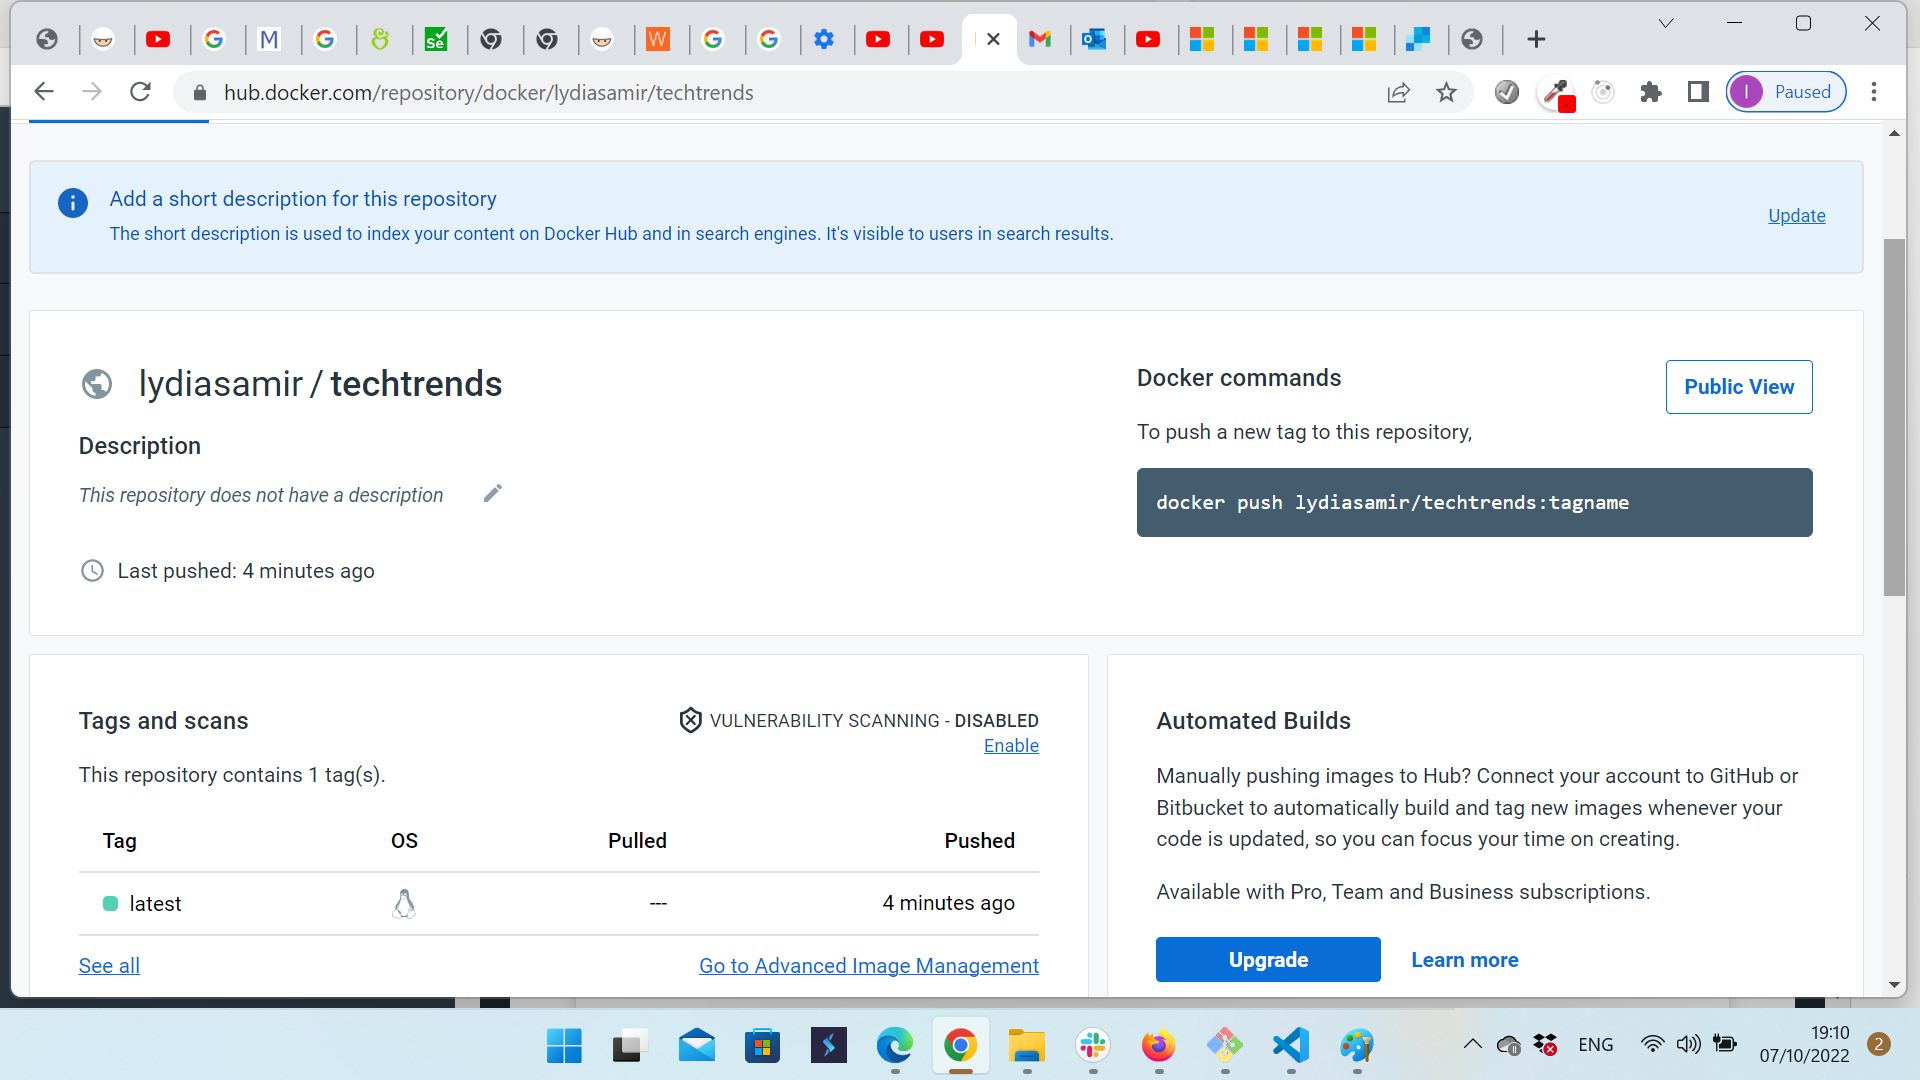 hub.docker.com/repository/docker/lydiasamir/techtrends
Paused
Add a short description for this repository
The short description is used to index your content on Docker Hub and in search engines. It's visible to users in search results.
Update
lydiasamir / techtrends
Description
This repository does not have a description
Last pushed: 4 minutes ago
Docker commands
Public View
To push a new tag to this repository,
docker push lydiasamir/techtrends:tagname
Tags and scans
VULNERABILITY SCANNING - DISABLED
Enable
This repository contains 1 tag(s).
Tag OS Pulled Pushed
latest --- 4 minutes ago
See all
Go to Advanced Image Management
Automated Builds
Manually pushing images to Hub? Connect your account to GitHub or
Bitbucket to automatically build and tag new images whenever your
code is updated, so you can focus your time on creating.
Available with Pro, Team and Business subscriptions.
Upgrade
Learn more
ENG
19:10
07/10/2022
2